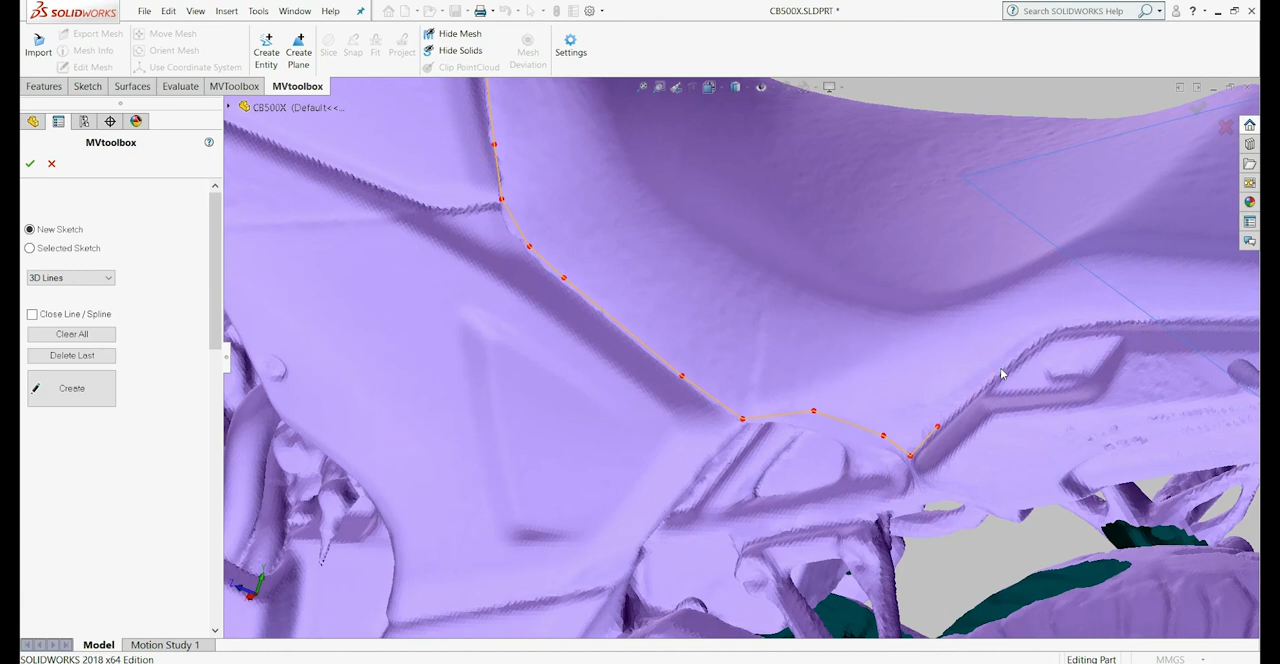 SOLIDWORKS File Edit View Insert Tools Window Help CB500X.SLDPRT * Search SOLIDWORKS Help
Import Export Mesh Move Mesh Hide Mesh
Mesh Info Orient Mesh Create Entity Create Plane Slice Snap Fit Project Hide Solids Mesh Deviation Settings
Edit Mesh Use Coordinate System Clip PointCloud
Features Sketch Surfaces Evaluate MVToolbox MVtoolbox
CB500X (Default<<...
MVtoolbox
New Sketch
Selected Sketch
3D Lines
Close Line / Spline
Clear All
Delete Last
Create
Model Motion Study 1
SOLIDWORKS 2018 x64 Edition Editing Part MMGS